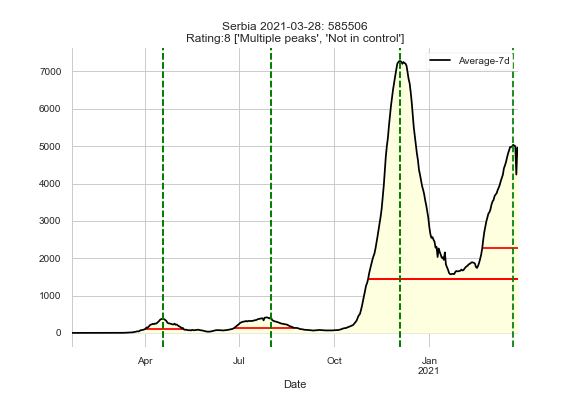 Serbia 2021-03-28: 585506
Rating:8 ['Multiple peaks', 'Not in control']
Average-7d
7000
6000
5000
4000
3000
2000
1000
0
Apr
Jul
Oct
Jan
2021
Date